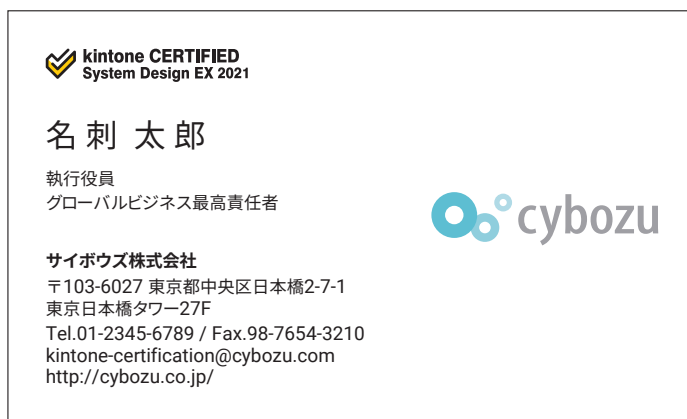 kintone CERTIFIED
System Design EX 2021
名刺 太郎
執行役員
グローバルビジネス最高責任者
cybozu
サイボウズ株式会社
〒103-6027 東京都中央区日本橋2-7-1
東京日本橋タワー27F
Tel.01-2345-6789 / Fax.98-7654-3210
kintone-certification@cybozu.com
http://cybozu.co.jp/